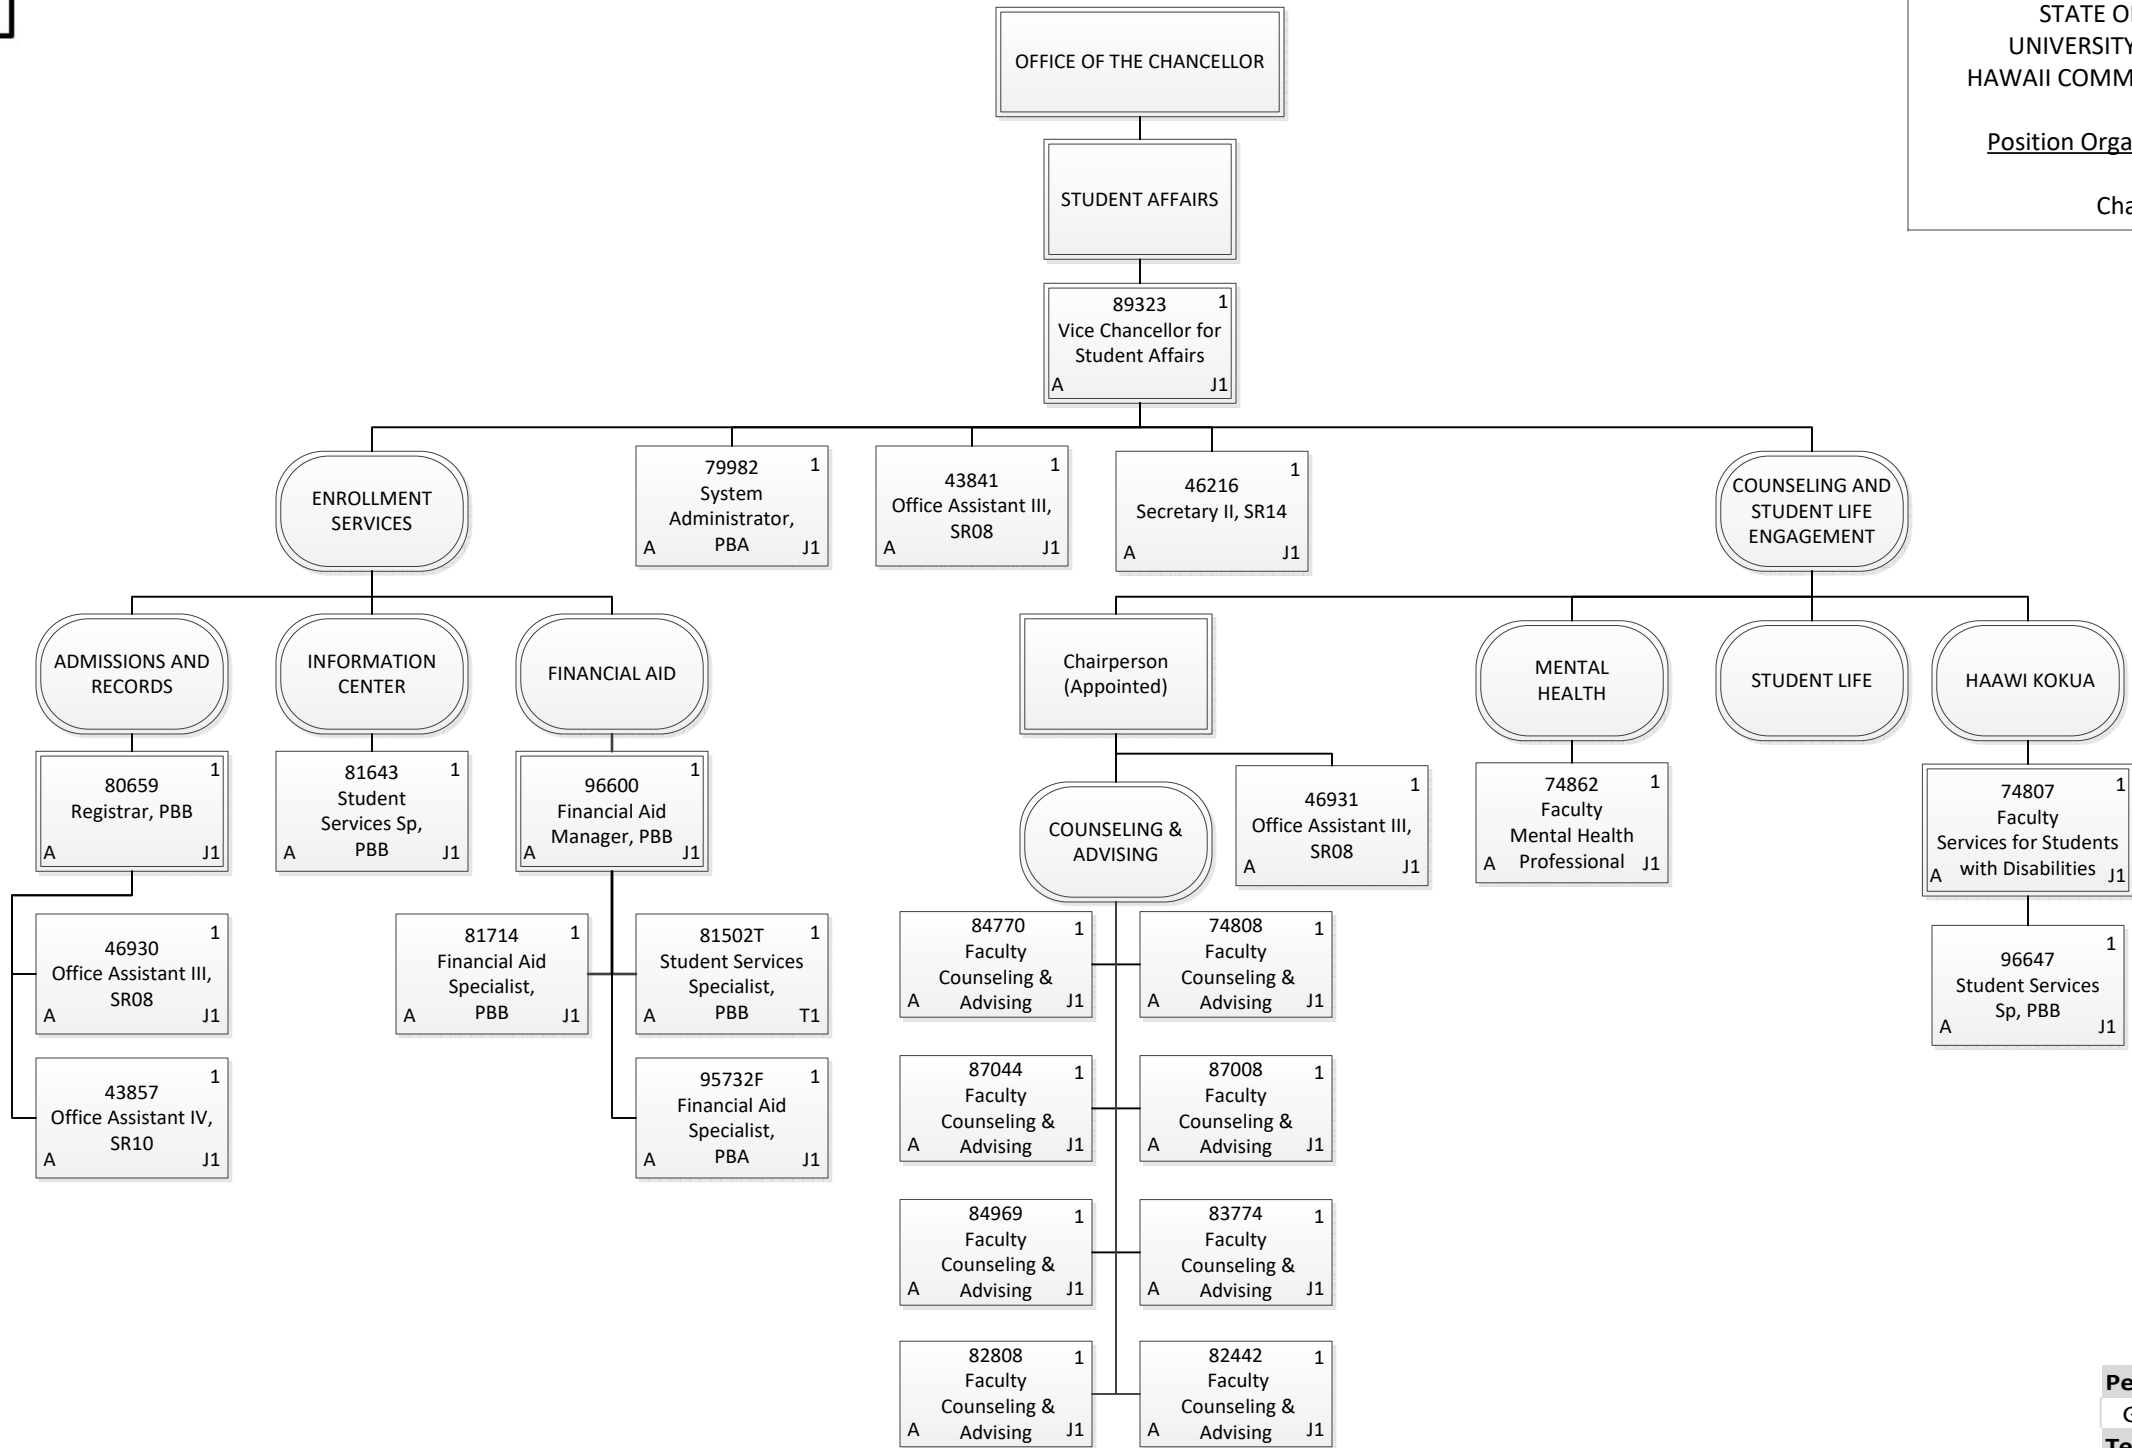 STATE O
UNIVERSITY
HAWAII COMM
Position Orga
Cha
OFFICE OF THE CHANCELLOR
STUDENT AFFAIRS
89323 1
Vice Chancellor for
Student Affairs
A J1
ENROLLMENT
SERVICES
79982 1
System
Administrator,
PBA
A J1
43841 1
Office Assistant III,
SR08
A J1
46216 1
Secretary II, SR14
A J1
COUNSELING AND
STUDENT LIFE
ENGAGEMENT
ADMISSIONS AND
RECORDS
INFORMATION
CENTER
FINANCIAL AID
Chairperson
(Appointed)
MENTAL
HEALTH
STUDENT LIFE
HAAWI KOKUA
80659 1
Registrar, PBB
A J1
81643 1
Student
Services Sp,
PBB
A J1
96600 1
Financial Aid
Manager, PBB
A J1
COUNSELING &
ADVISING
46931 1
Office Assistant III,
SR08
A J1
74862 1
Faculty
Mental Health
Professional
A J1
74807 1
Faculty
Services for Students
with Disabilities
A J1
46930 1
Office Assistant III,
SR08
A J1
81714 1
Financial Aid
Specialist,
PBB
A J1
81502T 1
Student Services
Specialist,
PBB
A T1
84770 1
Faculty
Counseling &
Advising
A J1
74808 1
Faculty
Counseling &
Advising
A J1
96647 1
Student Services
Sp, PBB
A J1
43857 1
Office Assistant IV,
SR10
A J1
95732F 1
Financial Aid
Specialist,
PBA
A J1
87044 1
Faculty
Counseling &
Advising
A J1
87008 1
Faculty
Counseling &
Advising
A J1
84969 1
Faculty
Counseling &
Advising
A J1
83774 1
Faculty
Counseling &
Advising
A J1
82808 1
Faculty
Counseling &
Advising
A J1
82442 1
Faculty
Counseling &
Advising
A J1
Pe
Te